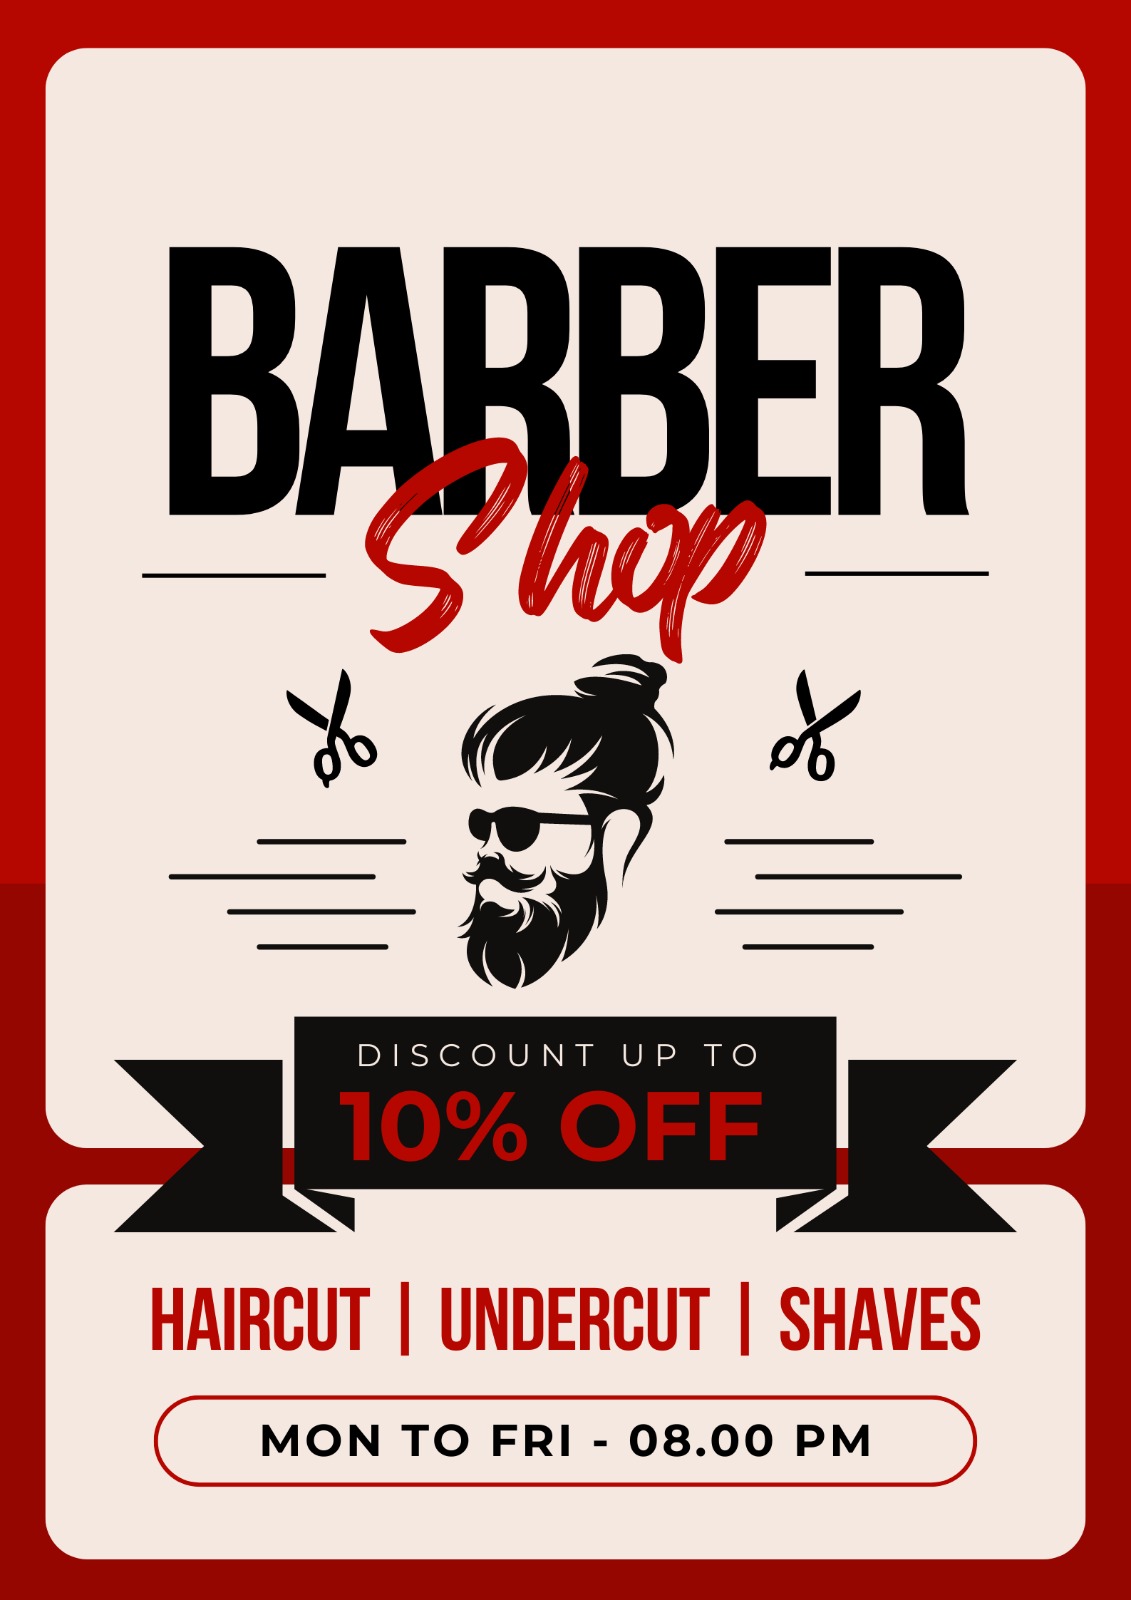 BARBER
Shop
DISCOUNT UP TO
10% OFF
HAIRCUT | UNDERCUT | SHAVES
MON TO FRI - 08.00 PM